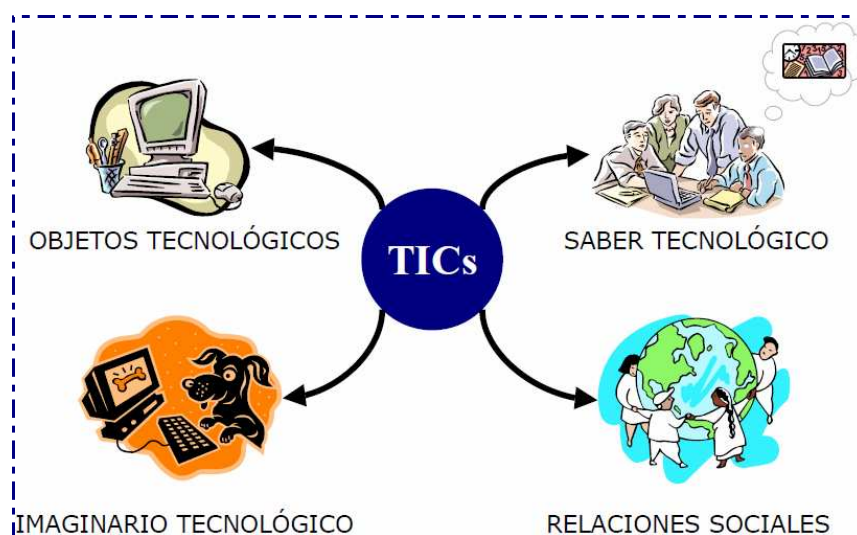 OBJETOS TECNOLÓGICOS
SABER TECNOLÓGICO
TICs
IMAGINARIO TECNOLÓGICO
RELACIONES SOCIALES